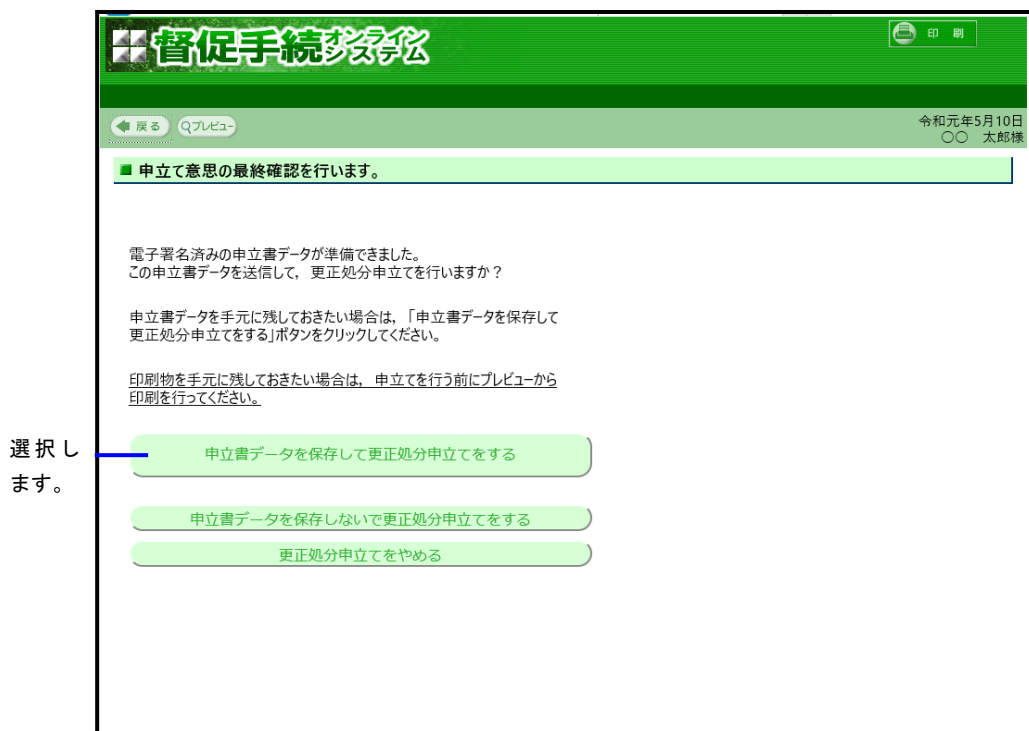 督促手続オンラインシステム
印 刷
戻る プレビュー
令和元年5月10日
○○ 太郎様
申立て意思の最終確認を行います。
電子署名済みの申立書データが準備できました。
この申立書データを送信して，更正処分申立てを行いますか？
申立書データを手元に残しておきたい場合は，「申立書データを保存して
更正処分申立てをする」ボタンをクリックしてください。
印刷物を手元に残しておきたい場合は，申立てを行う前にプレビューから
印刷を行ってください。
選択し
ます。
申立書データを保存して更正処分申立てをする
申立書データを保存しないで更正処分申立てをする
更正処分申立てをやめる